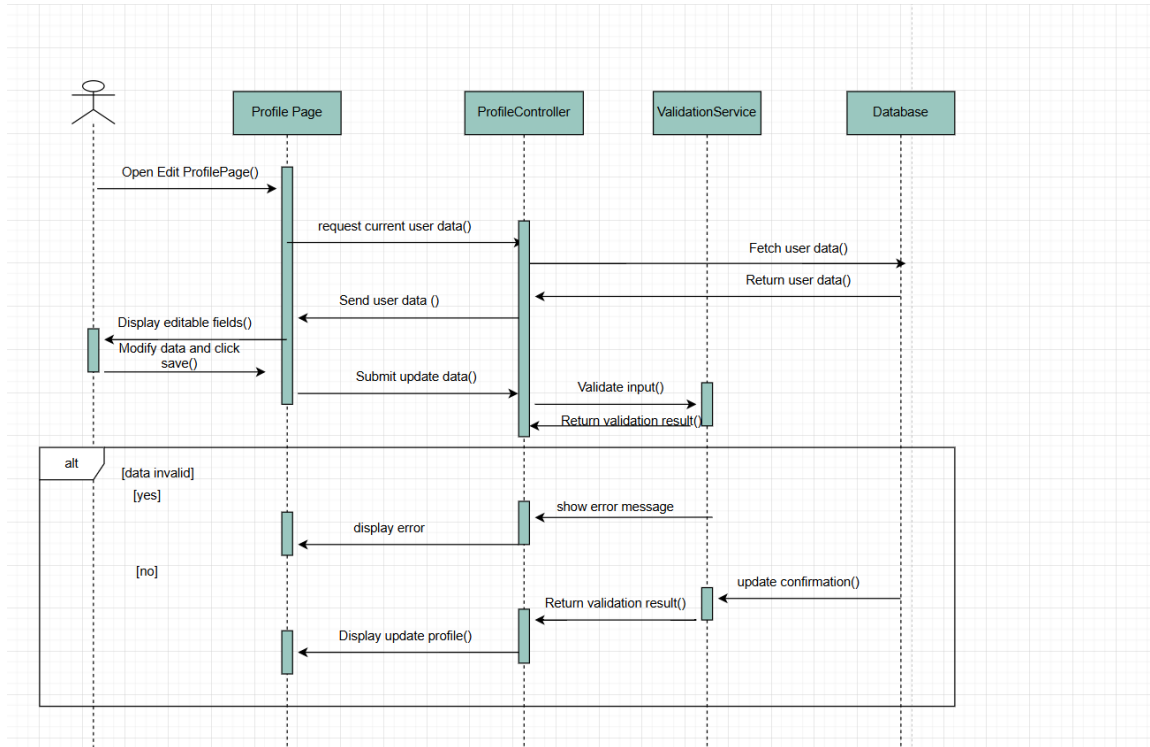 Profile Page
ProfileController
ValidationService
Database
Open Edit ProfilePage()
request current user data()
Fetch user data()
Return user data()
Send user data ()
Display editable fields()
Modify data and click
save()
Submit update data()
Validate input()
Return validation result()
alt
[data invalid]
[yes]
show error message
display error
[no]
update confirmation()
Return validation result()
Display update profile()